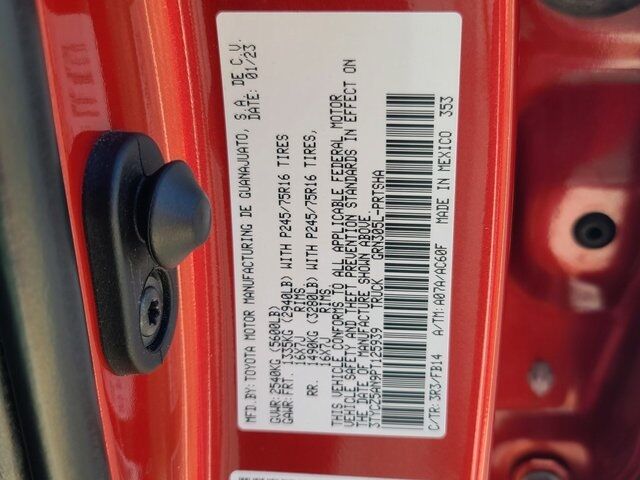 MFD.BY:TOYOTA MOTOR MANUFACTURING DE GUANAJUATO, S.A. DE C.V.
DATE: 01/23
GVWR: 2540KG (5600LB)
GAWR: FRT. 1335KG (2940LB) WITH P245/75R16 TIRES
16X7J RIMS,
RR. 1490KG (3280LB) WITH P245/75R16 TIRES,
16X7J RIMS.
THIS VEHICLE CONFORMS TO ALL APPLICABLE FEDERAL MOTOR
VEHICLE SAFETY AND THEFT PREVENTION STANDARDS IN EFFECT ON
THE DATE OF MANUFACTURE SHOWN ABOVE.
3TYCZ5AN9PT125939 TRUCK GRN305L-PRTSHA
C/TR:3R3/FB14 A/TM:A07A/AC60F MADE IN MEXICO 353